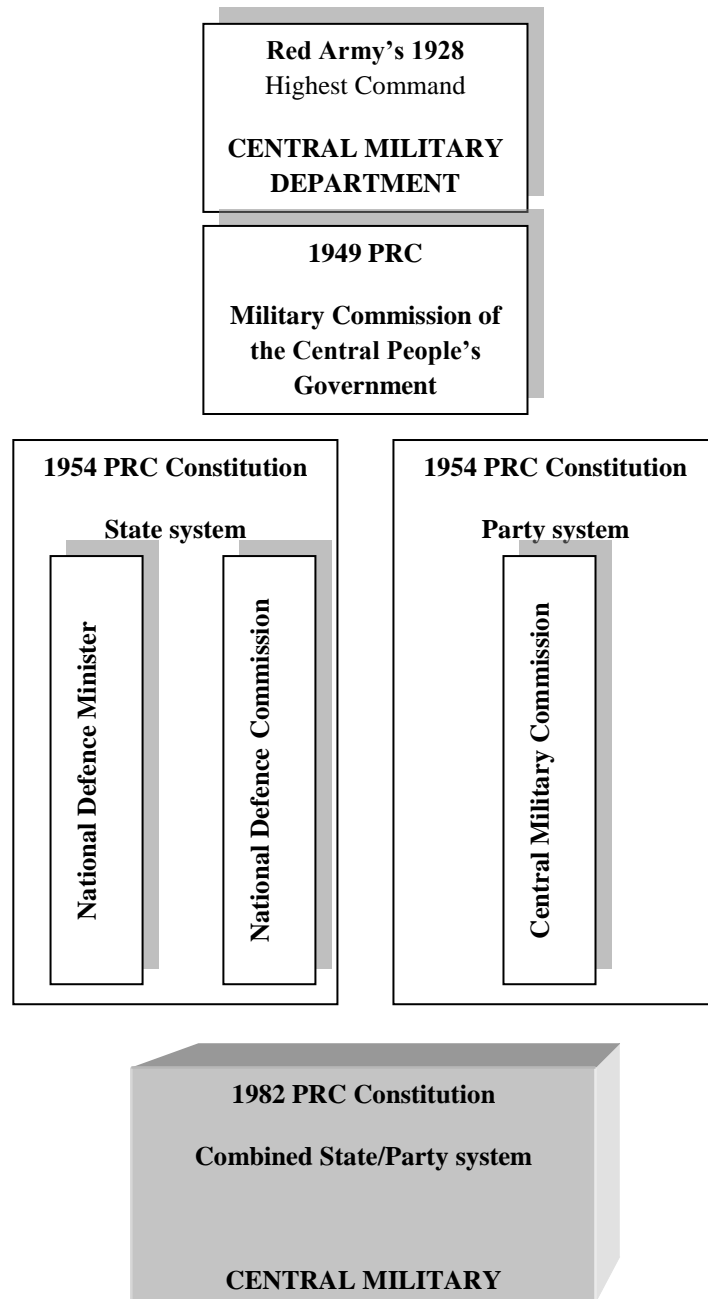 Red Army’s 1928
Highest Command
CENTRAL MILITARY
DEPARTMENT
1949 PRC
Military Commission of
the Central People’s
Government
1954 PRC Constitution
State system
National Defence Minister
National Defence Commission
1954 PRC Constitution
Party system
Central Military Commission
1982 PRC Constitution
Combined State/Party system
CENTRAL MILITARY